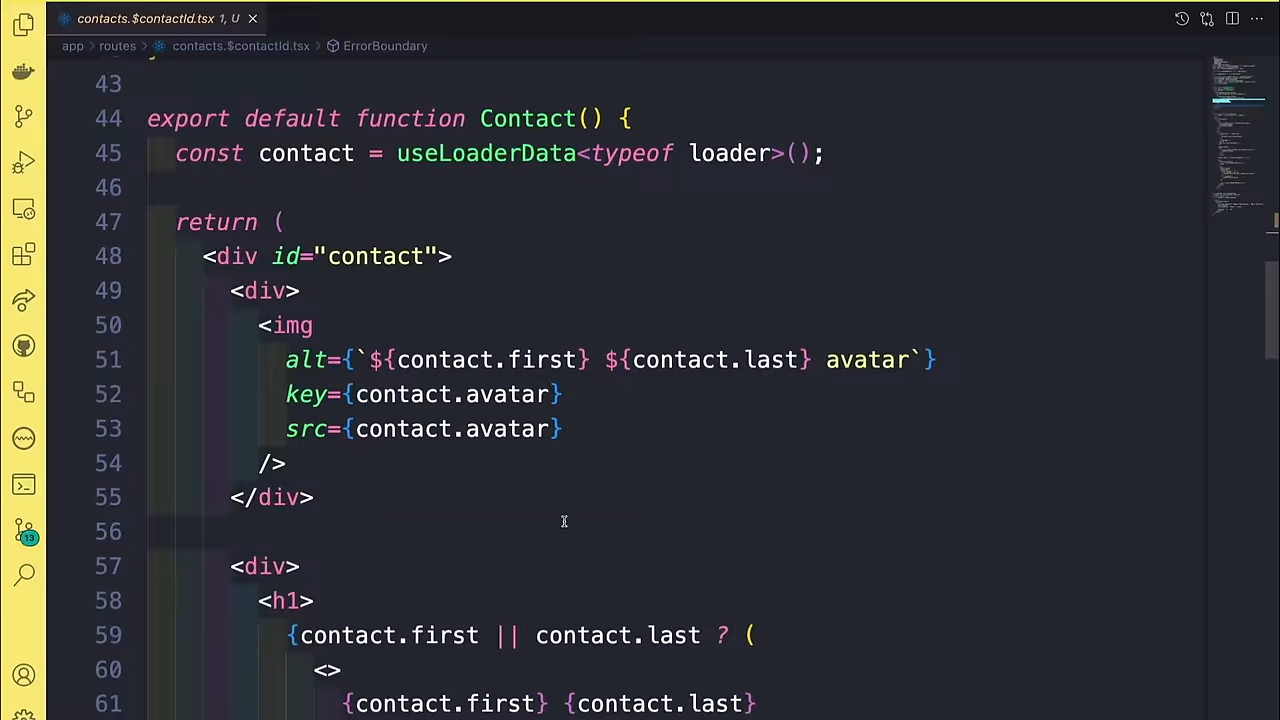 contacts.$contactId.tsx 1, U
app > routes > contacts.$contactId.tsx > ErrorBoundary
43
44 export default function Contact() {
45 const contact = useLoaderData<typeof loader>();
46
47 return (
48 <div id="contact">
49 <div>
50 <img
51 alt={`${contact.first} ${contact.last} avatar`}
52 key={contact.avatar}
53 src={contact.avatar}
54 />
55 </div>
56
57 <div>
58 <h1>
59 {contact.first || contact.last ? (
60 <>
61 {contact.first} {contact.last}
13